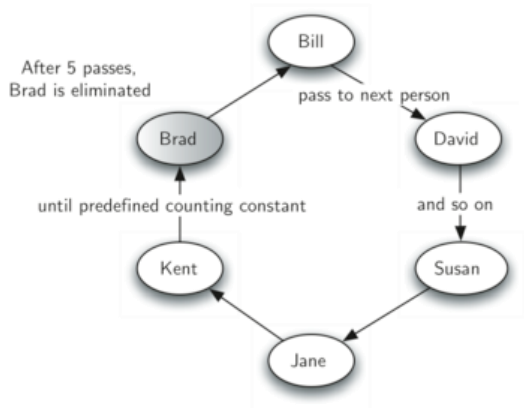 Bill
After 5 passes,
Brad is eliminated
pass to next person
Brad
David
until predefined counting constant
and so on
Kent
Susan
Jane